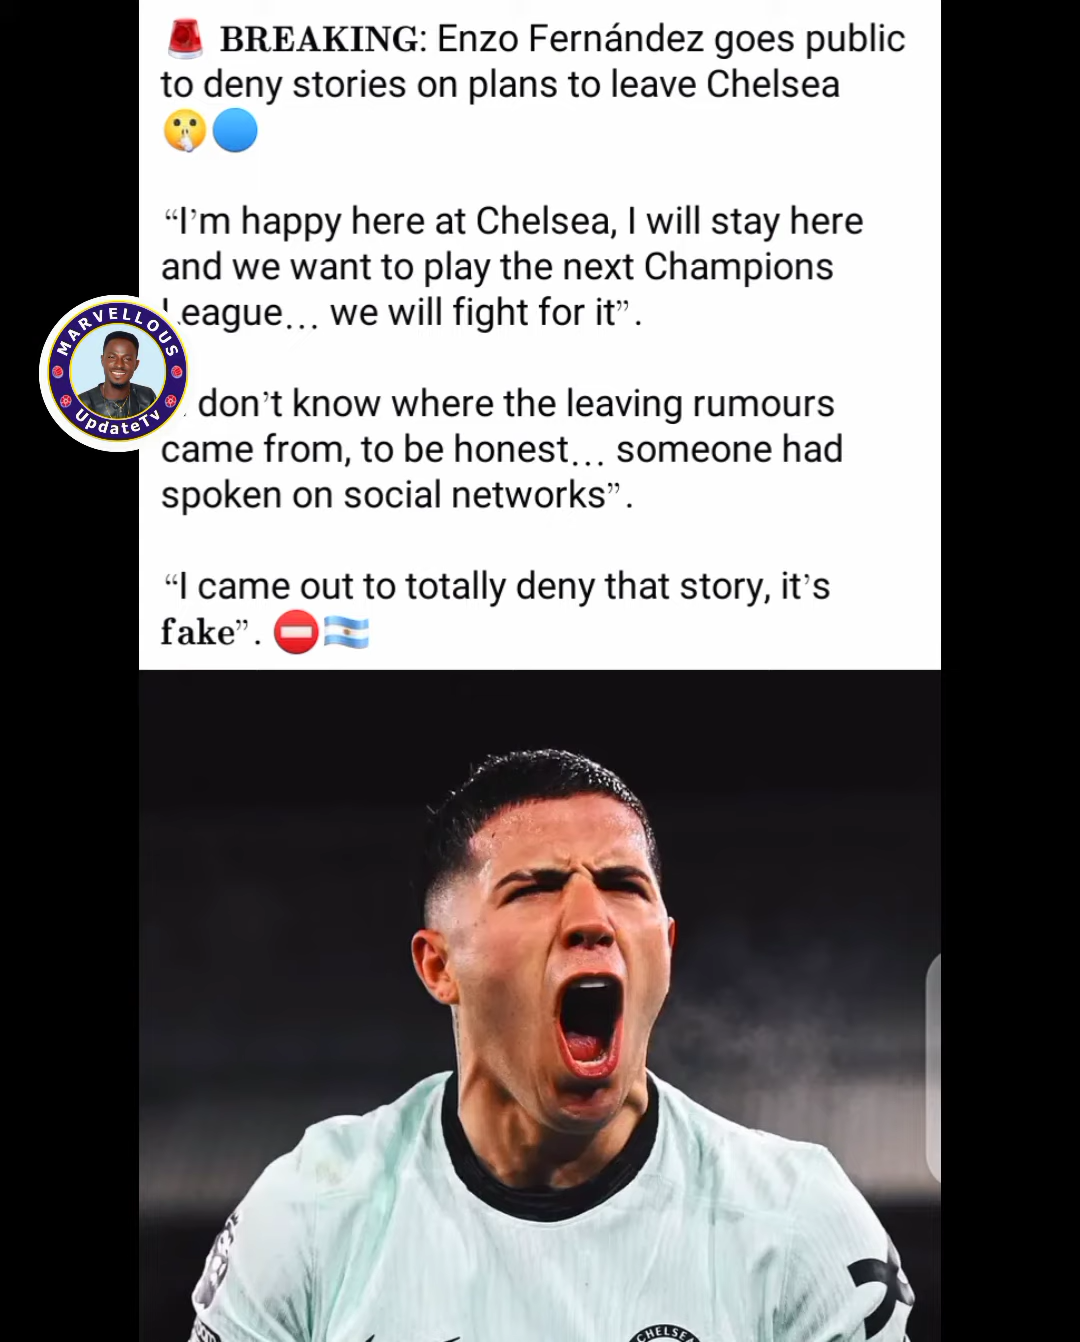 🚨 BREAKING: Enzo Fernández goes public
to deny stories on plans to leave Chelsea
🤫🔵
“I’m happy here at Chelsea, I will stay here
and we want to play the next Champions
League… we will fight for it”.
MARVELLOUS
UpdateTv
don’t know where the leaving rumours
came from, to be honest… someone had
spoken on social networks”.
“I came out to totally deny that story, it’s
fake”. ⛔🇦🇷
CHELSEA